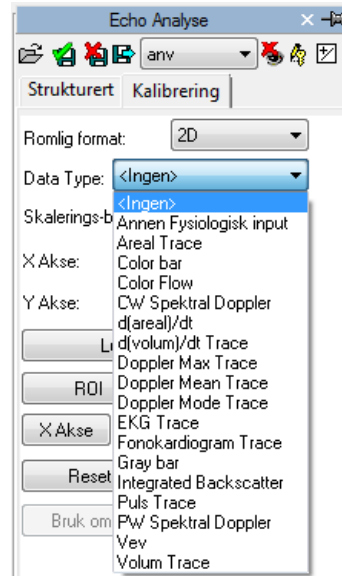 Echo Analyse
anv
Strukturert Kalibrering
Romlig format: 2D
Data Type: <Ingen>
Skalerings-b
X Akse:
Y Akse:
ROI
X Akse
Reset
Bruk om
<Ingen>
Annen Fysiologisk input
Areal Trace
Color bar
Color Flow
CW Spektral Doppler
d(areal)/dt
d(volum)/dt Trace
Doppler Max Trace
Doppler Mean Trace
Doppler Mode Trace
EKG Trace
Fonokardiogram Trace
Gray bar
Integrated Backscatter
Puls Trace
PW Spektral Doppler
Vev
Volum Trace